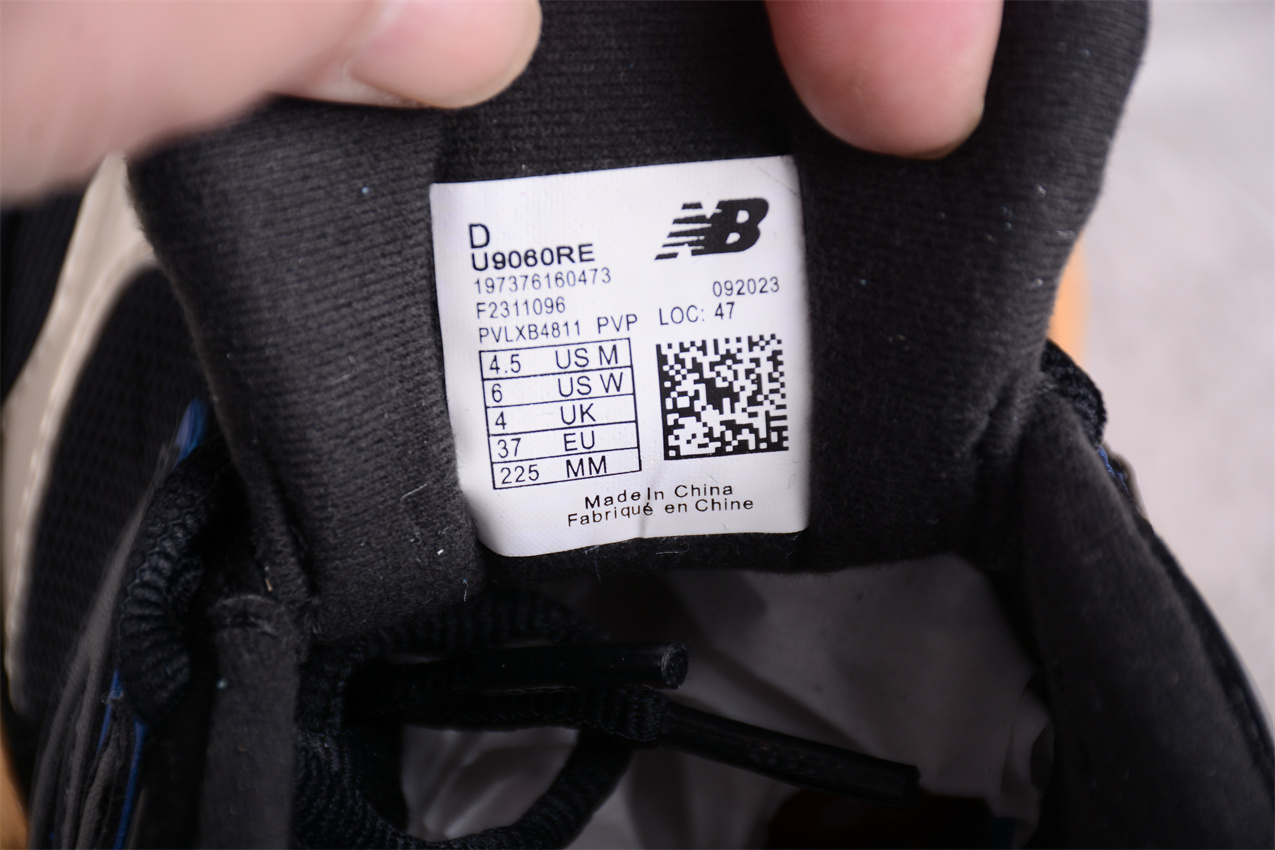 D
U9060RE
NB
197376160473
F2311096
092023
PVLXB4811 PVP
LOC: 47
4.5 US M
6 US W
4 UK
37 EU
225 MM
Made In China
Fabriqué en Chine